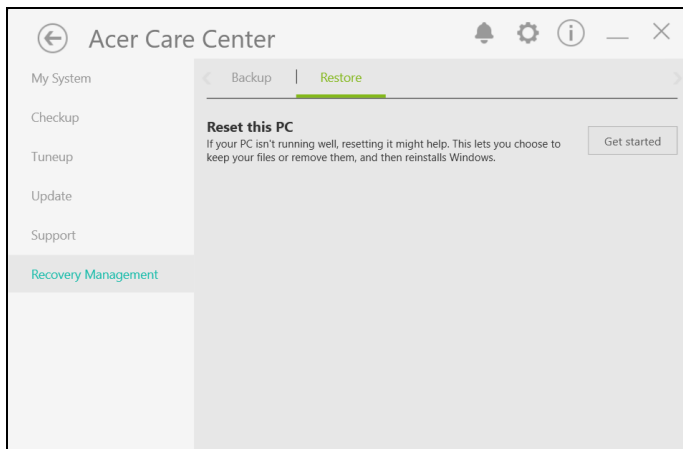 Acer Care Center
My System
Checkup
Tuneup
Update
Support
Recovery Management
Backup | Restore
Reset this PC
If your PC isn't running well, resetting it might help. This lets you choose to
keep your files or remove them, and then reinstalls Windows.
Get started